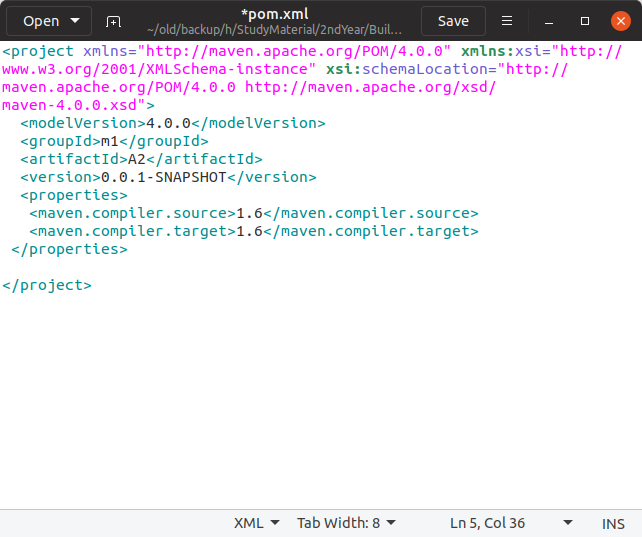 Open
*pom.xml
~/old/backup/h/StudyMaterial/2ndYear/Buil...
Save
<project xmlns="http://maven.apache.org/POM/4.0.0" xmlns:xsi="http://
www.w3.org/2001/XMLSchema-instance" xsi:schemaLocation="http://
maven.apache.org/POM/4.0.0 http://maven.apache.org/xsd/
maven-4.0.0.xsd">
  <modelVersion>4.0.0</modelVersion>
  <groupId>m1</groupId>
  <artifactId>A2</artifactId>
  <version>0.0.1-SNAPSHOT</version>
  <properties>
   <maven.compiler.source>1.6</maven.compiler.source>
   <maven.compiler.target>1.6</maven.compiler.target>
 </properties>
</project>
XML
Tab Width: 8
Ln 5, Col 36
INS